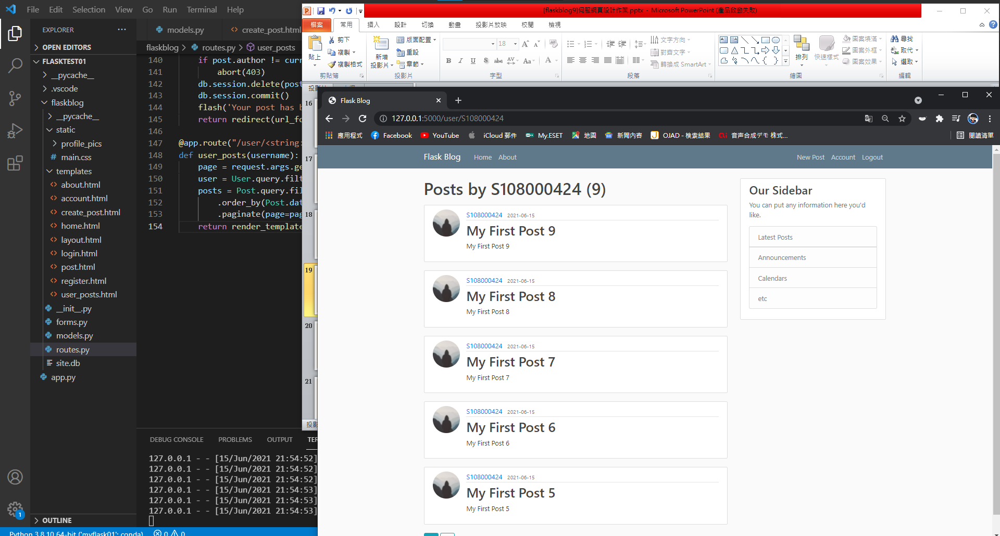 File Edit Selection View Go Run Terminal Help
EXPLORER
OPEN EDITORS
FLASKTEST01
__pycache__
.vscode
flaskblog
__pycache__
static
profile_pics
main.css
templates
about.html
account.html
create_post.html
home.html
layout.html
login.html
post.html
register.html
user_posts.html
__init__.py
forms.py
models.py
routes.py
site.db
app.py
OUTLINE
1
Python 3.8.10 64-bit ('myflask01': conda) 0 0
models.py create_post.html
flaskblog > routes.py > user_posts
140 if post.author != curr
141 abort(403)
142 db.session.delete(post
143 db.session.commit()
144 flash('Your post has b
145 return redirect(url_fo
146
147 @app.route("/user/<string:
148 def user_posts(username):
149 page = request.args.ge
150 user = User.query.filt
151 posts = Post.query.fil
152 .order_by(Post.dat
153 .paginate(page=pag
154 return render_template
DEBUG CONSOLE PROBLEMS OUTPUT TER
127.0.0.1 - - [15/Jun/2021 21:54:52]
127.0.0.1 - - [15/Jun/2021 21:54:52]
127.0.0.1 - - [15/Jun/2021 21:54:52]
127.0.0.1 - - [15/Jun/2021 21:54:53]
127.0.0.1 - - [15/Jun/2021 21:54:53]
127.0.0.1 - - [15/Jun/2021 21:54:53]
[flaskblog9]伺服網頁設計作業.pptx - Microsoft PowerPoint (產品啟動失敗)
檔案 常用 插入 設計 切換 動畫 投影片放映 校閱 檢視
貼上 剪下 複製 複製格式
剪貼簿
新增
投影片 版面配置 重設 章節
投影片
18
B I U S abc AV Aa A
字型
文字方向
對齊文字
轉換成 SmartArt
段落
排列 快速樣式 圖案填滿 圖案外框 圖案效果
繪圖
尋找
取代
選取
編輯
16
17
18
19
20
21
Flask Blog
127.0.0.1:5000/user/S108000424
應用程式 Facebook YouTube iCloud 郵件 My.ESET 地圖 新聞內容 OJAD - 検索結果 音声合成デモ 株式... 閱讀清單
Flask Blog Home About New Post Account Logout
Posts by S108000424 (9)
S108000424 2021-06-15
My First Post 9
My First Post 9
S108000424 2021-06-15
My First Post 8
My First Post 8
S108000424 2021-06-15
My First Post 7
My First Post 7
S108000424 2021-06-15
My First Post 6
My First Post 6
S108000424 2021-06-15
My First Post 5
My First Post 5
Our Sidebar
You can put any information here you'd
like.
Latest Posts
Announcements
Calendars
etc